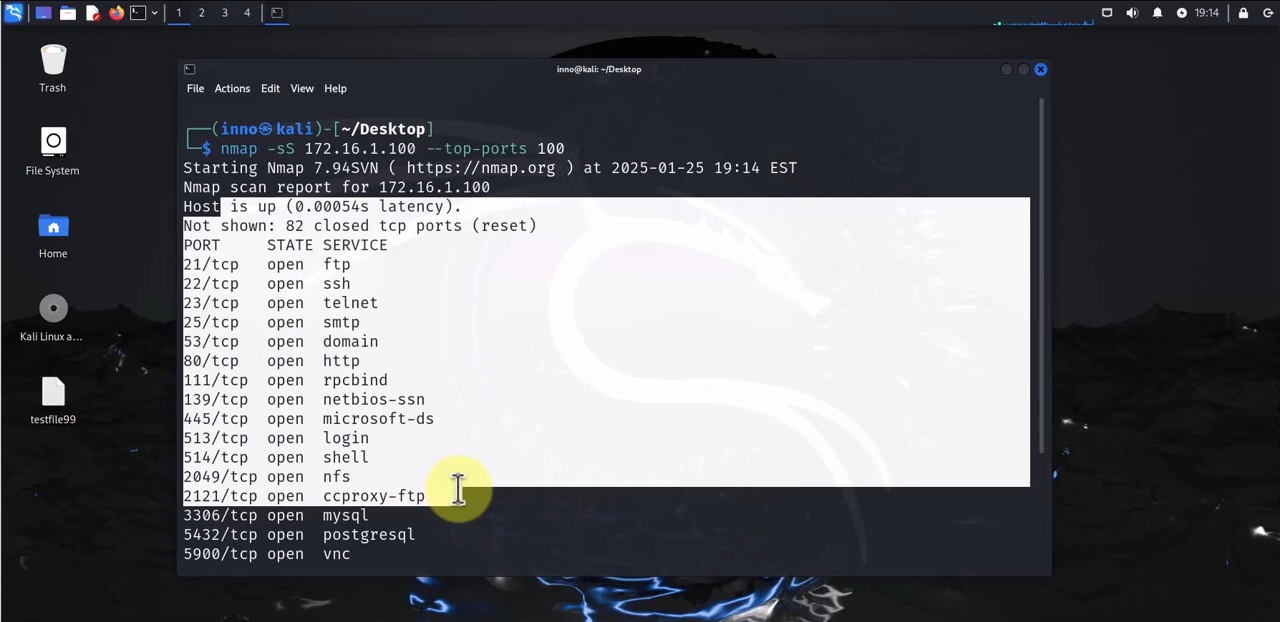 1 2 3 4
19:14
Trash
File System
Home
Kali Linux a...
testfile99
inno@kali: ~/Desktop
File Actions Edit View Help
┌──(inno㉿kali)-[~/Desktop]
└─$ nmap -sS 172.16.1.100 --top-ports 100
Starting Nmap 7.94SVN ( https://nmap.org ) at 2025-01-25 19:14 EST
Nmap scan report for 172.16.1.100
Host is up (0.00054s latency).
Not shown: 82 closed tcp ports (reset)
PORT STATE SERVICE
21/tcp open ftp
22/tcp open ssh
23/tcp open telnet
25/tcp open smtp
53/tcp open domain
80/tcp open http
111/tcp open rpcbind
139/tcp open netbios-ssn
445/tcp open microsoft-ds
513/tcp open login
514/tcp open shell
2049/tcp open nfs
2121/tcp open ccproxy-ftp
3306/tcp open mysql
5432/tcp open postgresql
5900/tcp open vnc